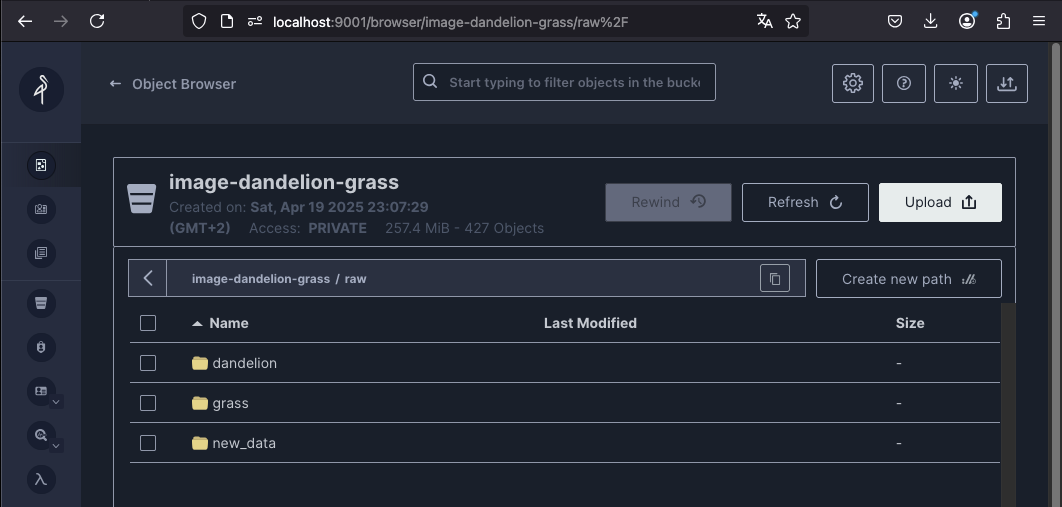 localhost:9001/browser/image-dandelion-grass/raw%2F
Object Browser
Start typing to filter objects in the bucke
image-dandelion-grass
Created on: Sat, Apr 19 2025 23:07:29
(GMT+2) Access: PRIVATE 257.4 MiB - 427 Objects
Rewind
Refresh
Upload
image-dandelion-grass / raw
Create new path
Name Last Modified Size
dandelion -
grass -
new_data -